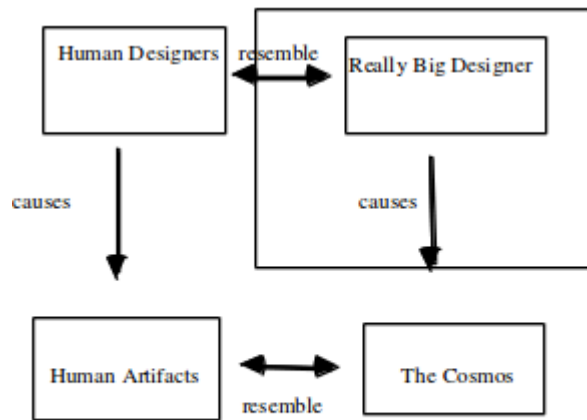 Human Designers
resemble
Really Big Designer
causes
causes
Human Artifacts
The Cosmos
resemble